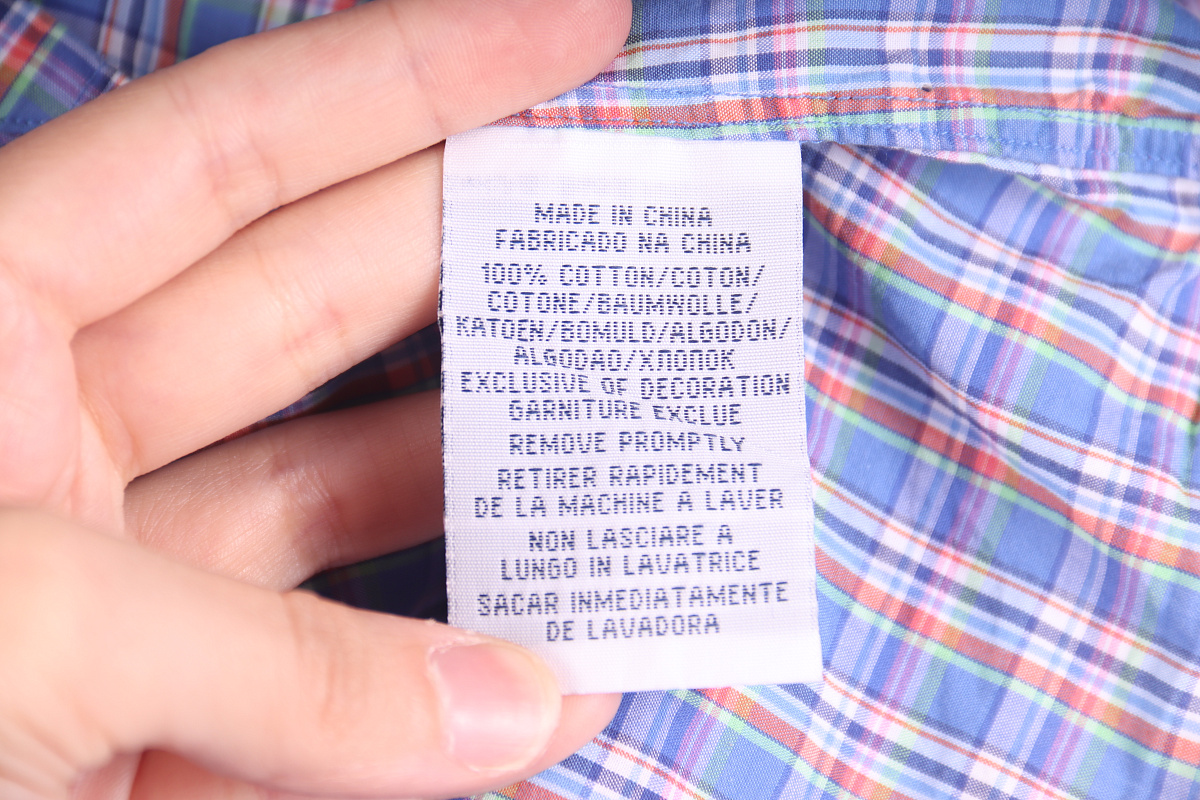 MADE IN CHINA
FABRICADO NA CHINA
100% COTTON/COTON/
COTONE/BAUMWOLLE/
KATOEN/BOMULD/ALGODON/
ALGODAO/ХЛОПОК
EXCLUSIVE OF DECORATION
GARNITURE EXCLUE
REMOVE PROMPTLY
RETIRER RAPIDEMENT
DE LA MACHINE A LAVER
NON LASCIARE A
LUNGO IN LAVATRICE
SACAR INMEDIATAMENTE
DE LAVADORA